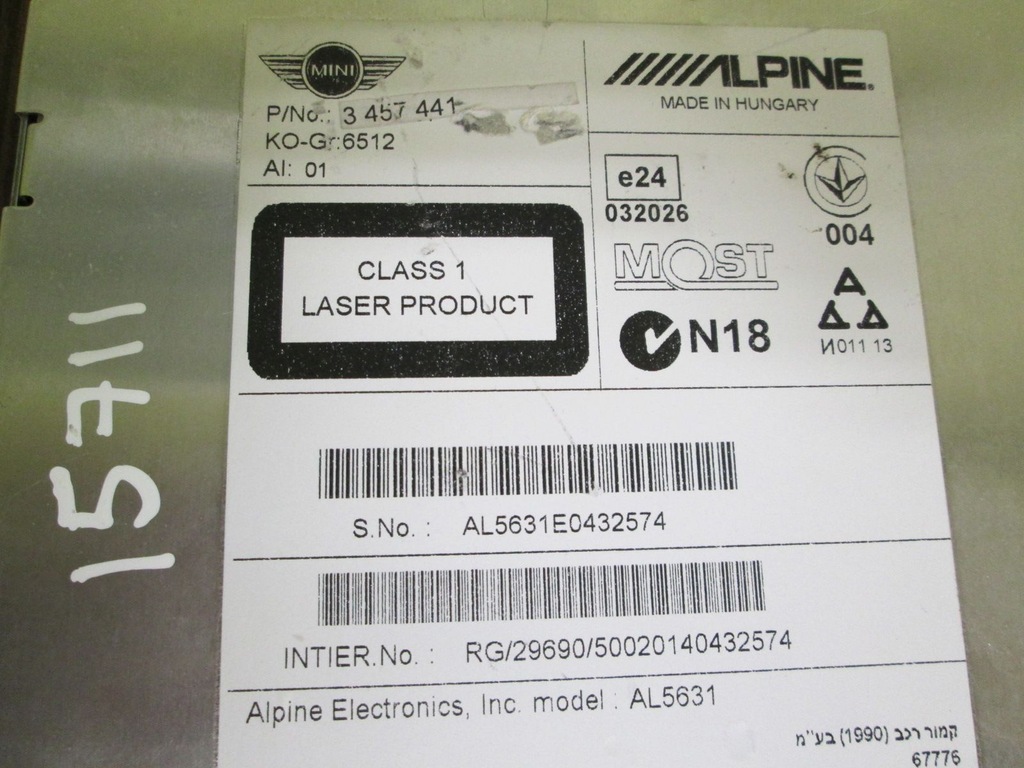 MINI
P/No.: 3 457 441
KO-Gr:6512
AI: 01
ALPINE
MADE IN HUNGARY
CLASS 1
LASER PRODUCT
e24
032026
004
MOST
N18
И011 13
S.No. : AL5631E0432574
INTIER.No. : RG/29690/50020140432574
Alpine Electronics, Inc. model : AL5631
קמור רכב (1990) בע"מ
67776
15711